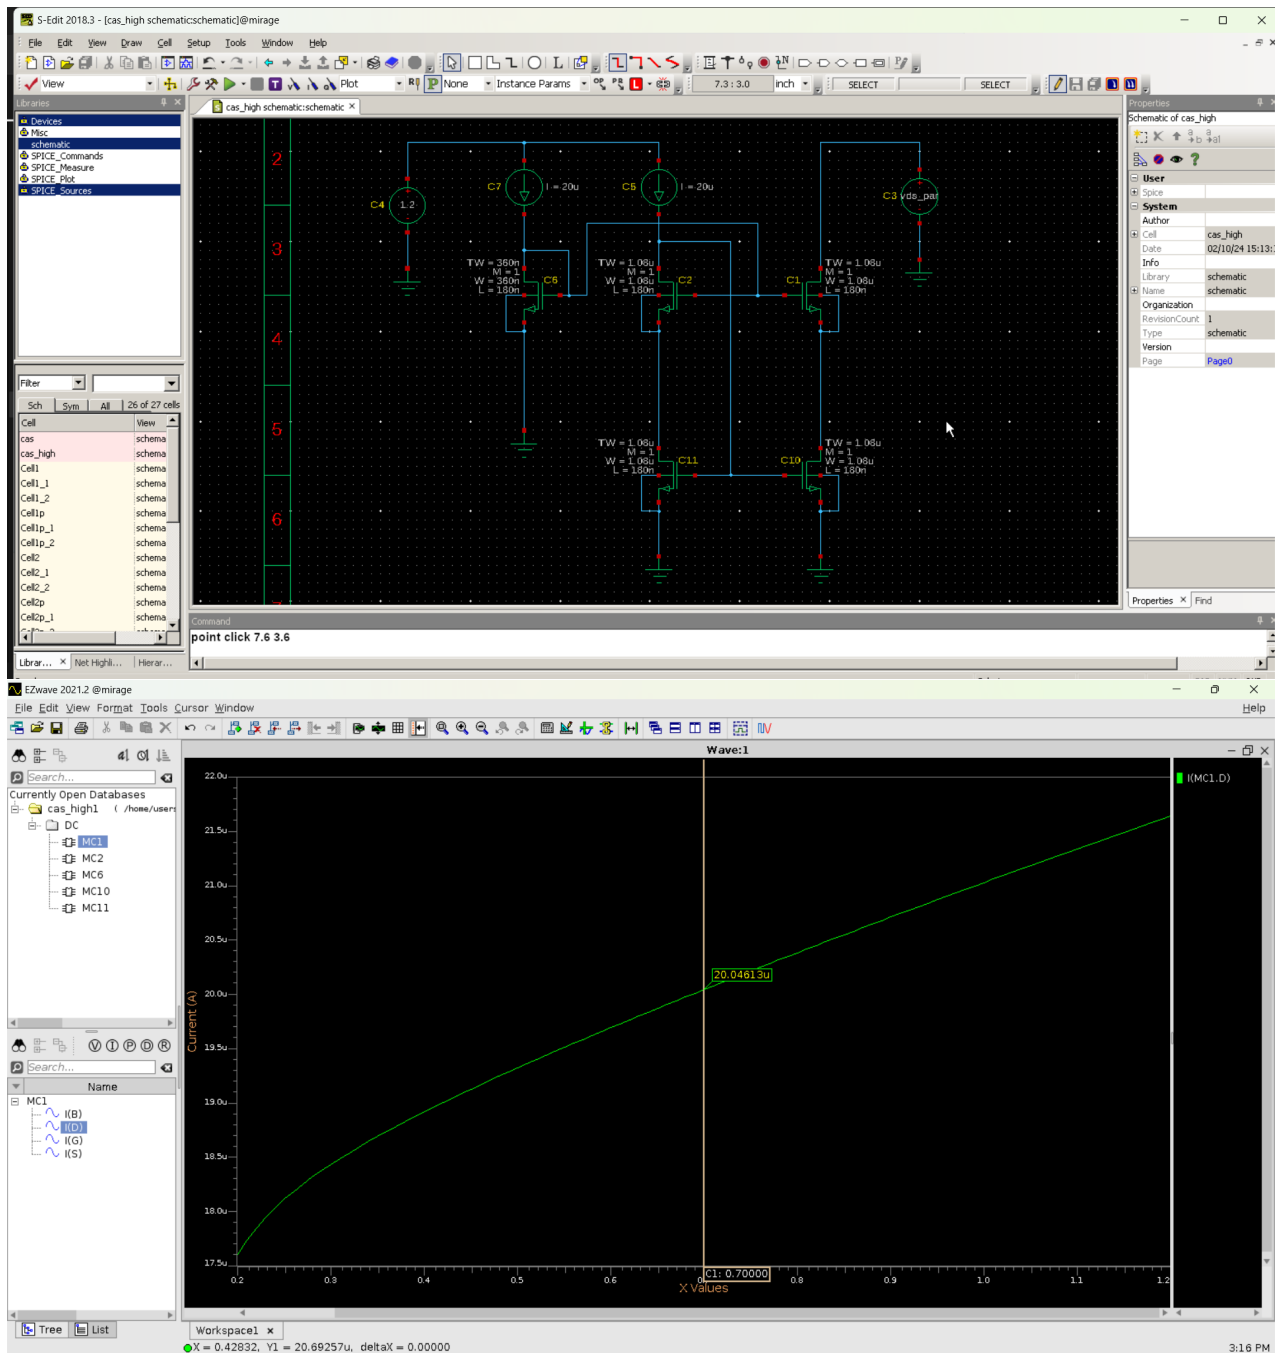 S-Edit 2018.3 - [cas_high schematic:schematic]@mirage
File Edit View Draw Cell Setup Tools Window Help
View
Plot
None
Instance Params
7.3 : 3.0
inch
SELECT
SELECT
Libraries
Devices
Misc
schematic
SPICE_Commands
SPICE_Measure
SPICE_Plot
SPICE_Sources
Filter
Sch Sym All 26 of 27 cells
Cell View
cas schema
cas_high schema
Cell1 schema
Cell1_1 schema
Cell1_2 schema
Cell1p schema
Cell1p_1 schema
Cell1p_2 schema
Cell2 schema
Cell2_1 schema
Cell2_2 schema
Cell2p schema
Cell2p_1 schema
Librar... × Net Highli... Hierar...
cas_high schematic:schematic ×
2
3
4
5
6
C4 1.2
C7 I = 20u
C5 I = 20u
C3 vds_par
TW = 360n
M = 1
W = 360n
L = 180n
C6
TW = 1.08u
M = 1
W = 1.08u
L = 180n
C2
C1
TW = 1.08u
M = 1
W = 1.08u
L = 180n
TW = 1.08u
M = 1
W = 1.08u
L = 180n
C11
C10
TW = 1.08u
M = 1
W = 1.08u
L = 180n
Command
point click 7.6 3.6
Properties
Schematic of cas_high
User
Spice
System
Author
Cell cas_high
Date 02/10/24 15:13:
Info
Library schematic
Name schematic
Organization
RevisionCount 1
Type schematic
Version
Page Page0
Properties × Find
EZwave 2021.2 @mirage
File Edit View Format Tools Cursor Window Help
Search...
Currently Open Databases
cas_high1 ( /home/users
DC
MC1
MC2
MC6
MC10
MC11
V I P D R
Search...
Name
MC1
I(B)
I(D)
I(G)
I(S)
Tree List
Wave:1
I(MC1.D)
22.0u
21.5u
21.0u
20.5u
20.0u
19.5u
19.0u
18.5u
18.0u
17.5u
Current (A)
20.04613u
C1: 0.70000
0.2 0.3 0.4 0.5 0.6 0.8 0.9 1.0 1.1 1.2
X Values
Workspace1 ×
X = 0.42832, Y1 = 20.69257u, deltaX = 0.00000
3:16 PM